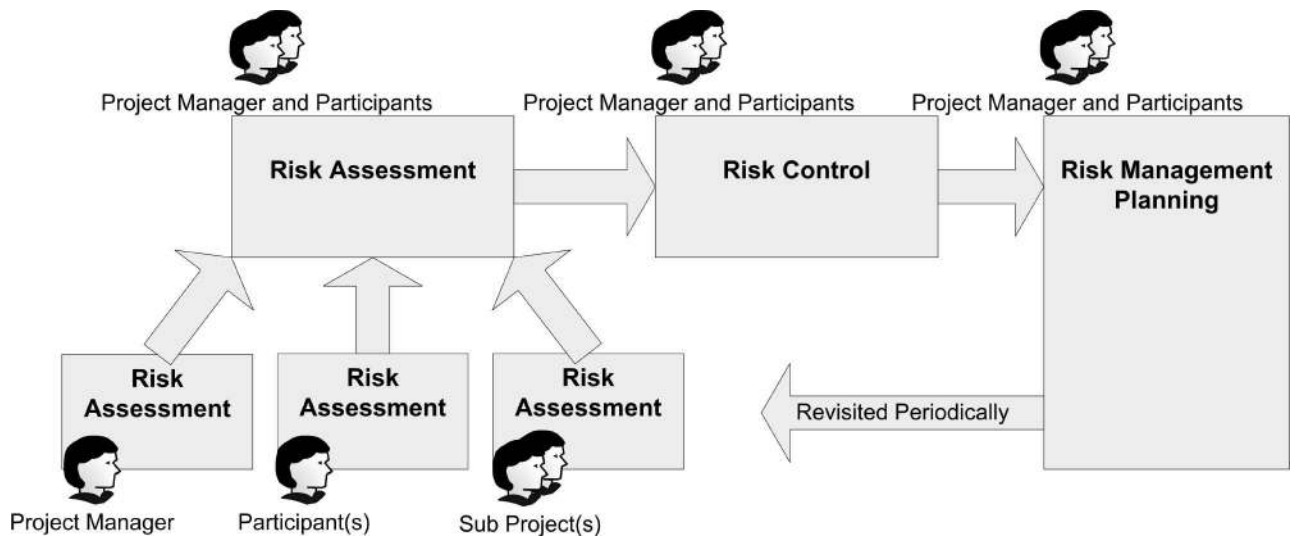 Project Manager and Participants
Project Manager and Participants
Project Manager and Participants
Risk Assessment
Risk Control
Risk Management
Planning
Risk
Assessment
Risk
Assessment
Risk
Assessment
Revisited Periodically
Project Manager
Participant(s)
Sub Project(s)